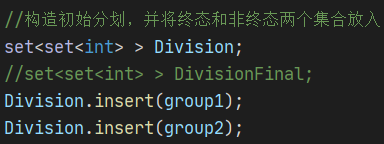 //构造初始分划，并将终态和非终态两个集合放入
set<set<int> > Division;
//set<set<int> > DivisionFinal;
Division.insert(group1);
Division.insert(group2);